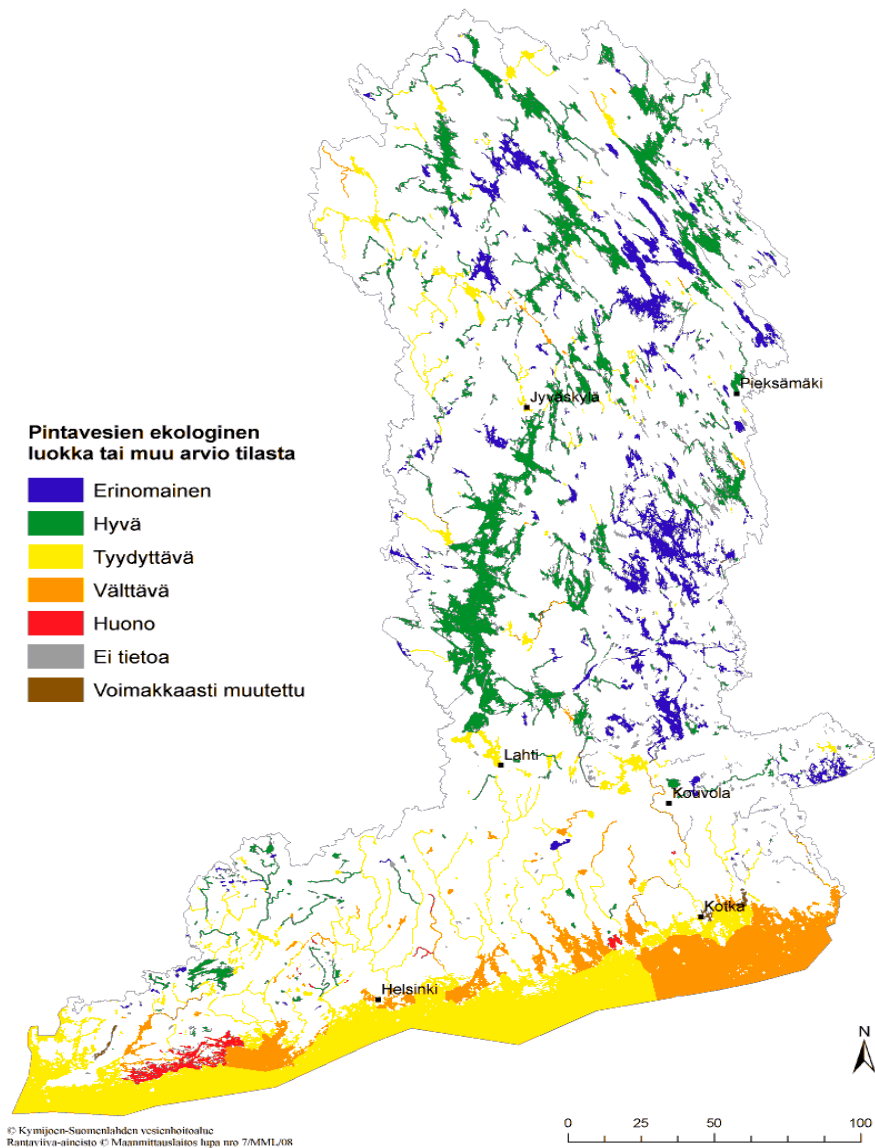 Pieksämäki
Jyväskylä
Pintavesien ekologinen
luokka tai muu arvio tilasta
Erinomainen
Hyvä
Tyydyttävä
Välttävä
Huono
Ei tietoa
Voimakkaasti muutettu
Lahti
Kouvola
Kotka
Helsinki
N
© Kymijoen-Suomenlahden vesienhoitoalue
Rantaviiva-aineisto © Maanmittauslaitos lupa nro 7/MML/08
0 25 50 100